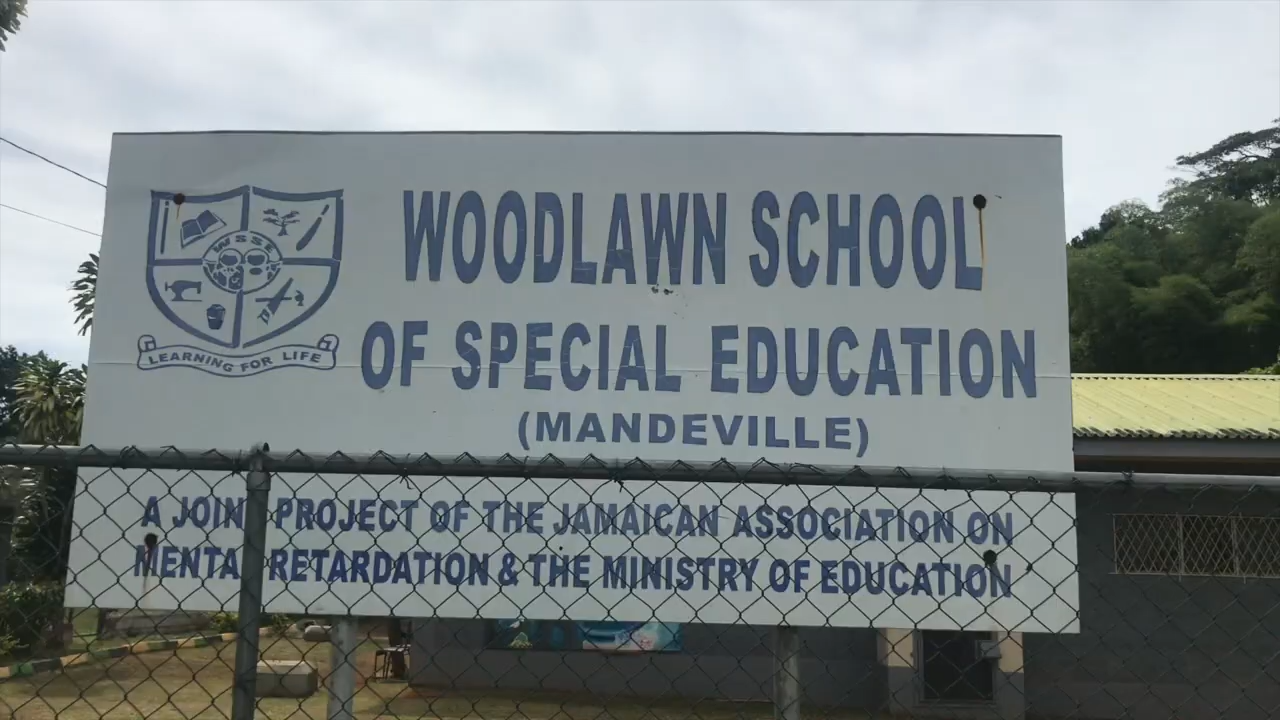 WOODLAWN SCHOOL
OF SPECIAL EDUCATION
(MANDEVILLE)
W S S E
LEARNING FOR LIFE
A JOINT PROJECT OF THE JAMAICAN ASSOCIATION ON
MENTAL RETARDATION & THE MINISTRY OF EDUCATION